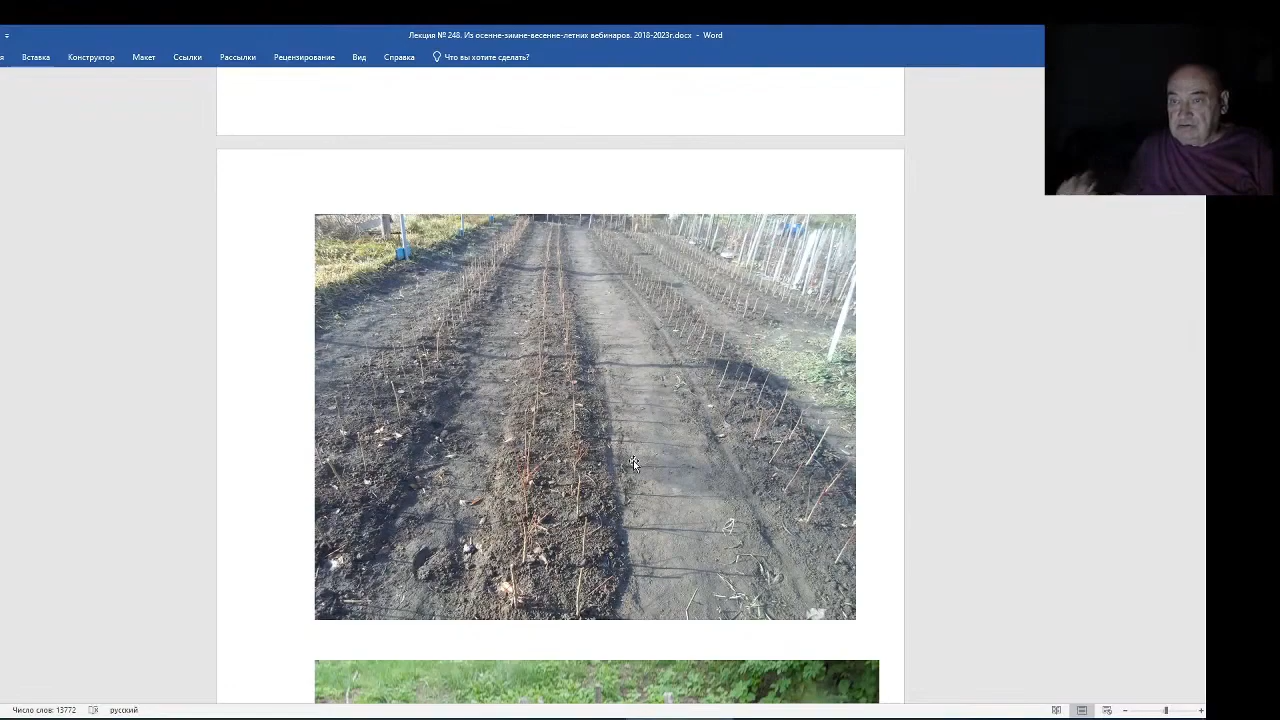 Лекция № 248. Из осенне-зимне-весенне-летних вебинаров. 2018-2023г.docx - Word
я Вставка Конструктор Макет Ссылки Рассылки Рецензирование Вид Справка Что вы хотите сделать?
Число слов: 13772 русский